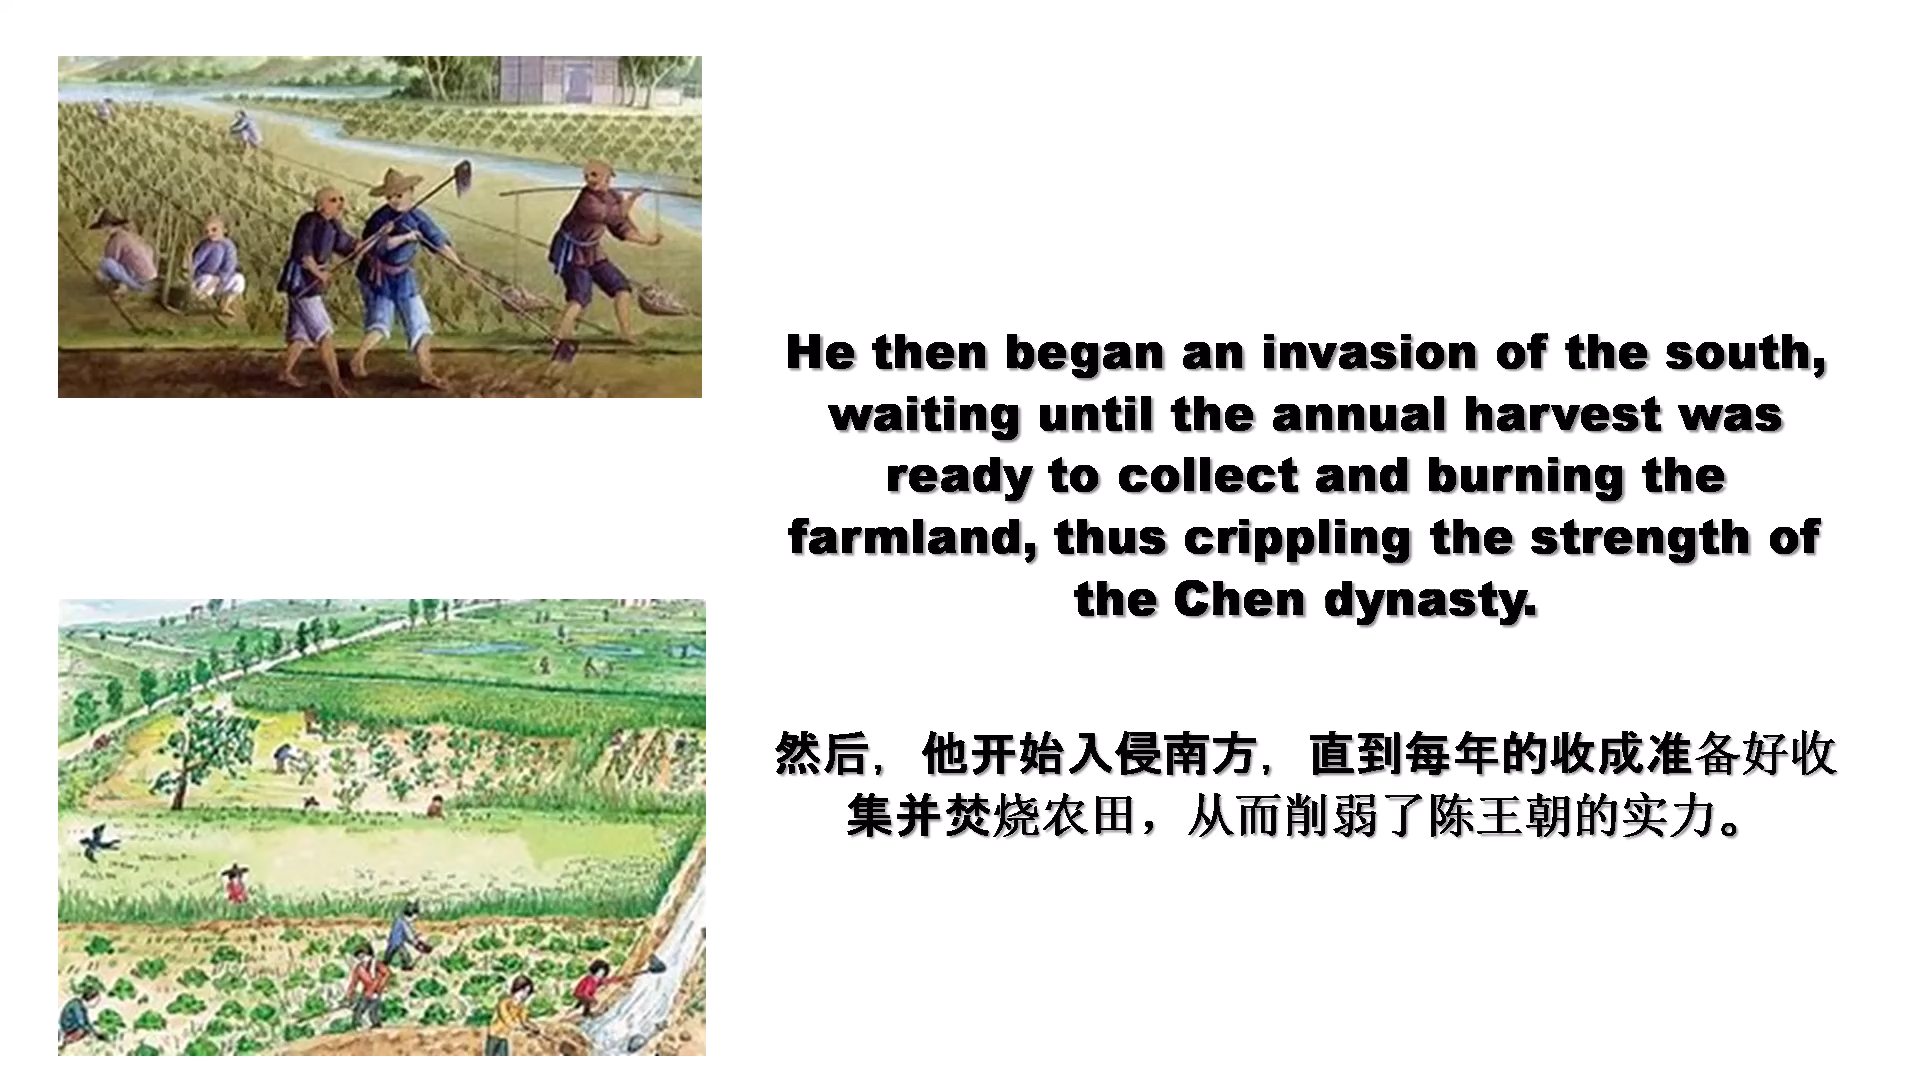 He then began an invasion of the south,
waiting until the annual harvest was
ready to collect and burning the
farmland, thus crippling the strength of
the Chen dynasty.
然后，他开始入侵南方，直到每年的收成准备好收
集并焚烧农田，从而削弱了陈王朝的实力。